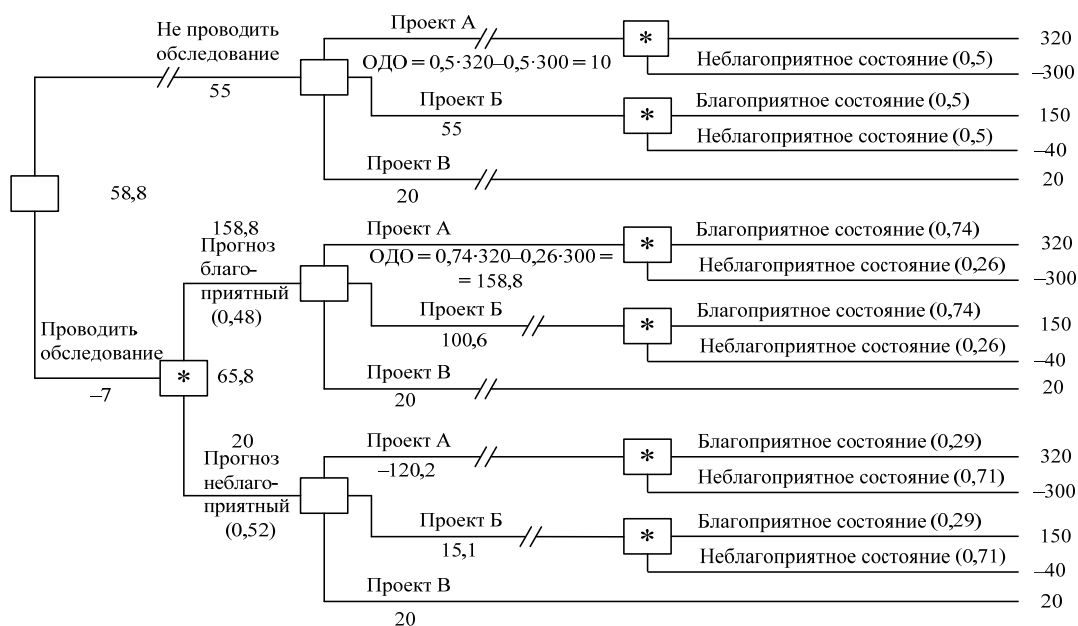 Не проводить
обследование
55
Проект А
ОДО = 0,5·320–0,5·300 = 10
*
320
Неблагоприятное состояние (0,5)
–300
Проект Б
55
*
Благоприятное состояние (0,5)
150
Неблагоприятное состояние (0,5)
–40
Проект В
20
20
58,8
158,8
Прогноз
благо-
приятный
(0,48)
Проект А
ОДО = 0,74·320–0,26·300 =
= 158,8
*
Благоприятное состояние (0,74)
320
Неблагоприятное состояние (0,26)
–300
Проект Б
100,6
*
Благоприятное состояние (0,74)
150
Неблагоприятное состояние (0,26)
–40
Проект В
20
20
Проводить
обследование
–7
*
65,8
20
Прогноз
неблаго-
приятный
(0,52)
Проект А
–120,2
*
Благоприятное состояние (0,29)
320
Неблагоприятное состояние (0,71)
–300
Проект Б
15,1
*
Благоприятное состояние (0,29)
150
Неблагоприятное состояние (0,71)
–40
Проект В
20
20